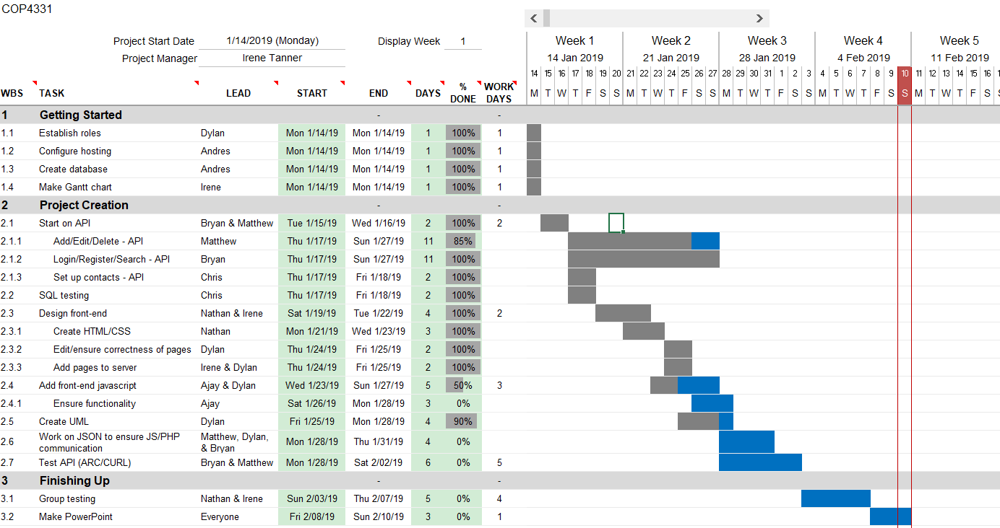 COP4331
Project Start Date 1/14/2019 (Monday) Display Week 1
Project Manager Irene Tanner
Week 1 Week 2 Week 3 Week 4 Week 5
14 Jan 2019 21 Jan 2019 28 Jan 2019 4 Feb 2019 11 Feb 2019
14 15 16 17 18 19 20 21 22 23 24 25 26 27 28 29 30 31 1 2 3 4 5 6 7 8 9 10 11 12 13 14 15 16
WBS TASK LEAD START END DAYS % DONE WORK DAYS
M T W T F S S M T W T F S S M T W T F S S M T W T F S S M T W T F S
1 Getting Started - -
1.1 Establish roles Dylan Mon 1/14/19 Mon 1/14/19 1 100% 1
1.2 Configure hosting Andres Mon 1/14/19 Mon 1/14/19 1 100% 1
1.3 Create database Andres Mon 1/14/19 Mon 1/14/19 1 100% 1
1.4 Make Gantt chart Irene Mon 1/14/19 Mon 1/14/19 1 100% 1
2 Project Creation - -
2.1 Start on API Bryan & Matthew Tue 1/15/19 Wed 1/16/19 2 100% 2
2.1.1 Add/Edit/Delete - API Matthew Thu 1/17/19 Sun 1/27/19 11 85%
2.1.2 Login/Register/Search - API Bryan Thu 1/17/19 Sun 1/27/19 11 100%
2.1.3 Set up contacts - API Chris Thu 1/17/19 Fri 1/18/19 2 100%
2.2 SQL testing Chris Thu 1/17/19 Fri 1/18/19 2 100%
2.3 Design front-end Nathan & Irene Sat 1/19/19 Tue 1/22/19 4 100% 2
2.3.1 Create HTML/CSS Nathan Mon 1/21/19 Wed 1/23/19 3 100%
2.3.2 Edit/ensure correctness of pages Dylan Thu 1/24/19 Fri 1/25/19 2 100%
2.3.3 Add pages to server Irene & Dylan Thu 1/24/19 Fri 1/25/19 2 100%
2.4 Add front-end javascript Ajay & Dylan Wed 1/23/19 Sun 1/27/19 5 50% 3
2.4.1 Ensure functionality Ajay Sat 1/26/19 Mon 1/28/19 3 0%
2.5 Create UML Dylan Fri 1/25/19 Mon 1/28/19 4 90%
2.6 Work on JSON to ensure JS/PHP communication Matthew, Dylan, & Bryan Mon 1/28/19 Thu 1/31/19 4 0%
2.7 Test API (ARC/CURL) Bryan & Matthew Mon 1/28/19 Sat 2/02/19 6 0% 5
3 Finishing Up - -
3.1 Group testing Nathan & Irene Sun 2/03/19 Thu 2/07/19 5 0% 4
3.2 Make PowerPoint Everyone Fri 2/08/19 Sun 2/10/19 3 0% 1